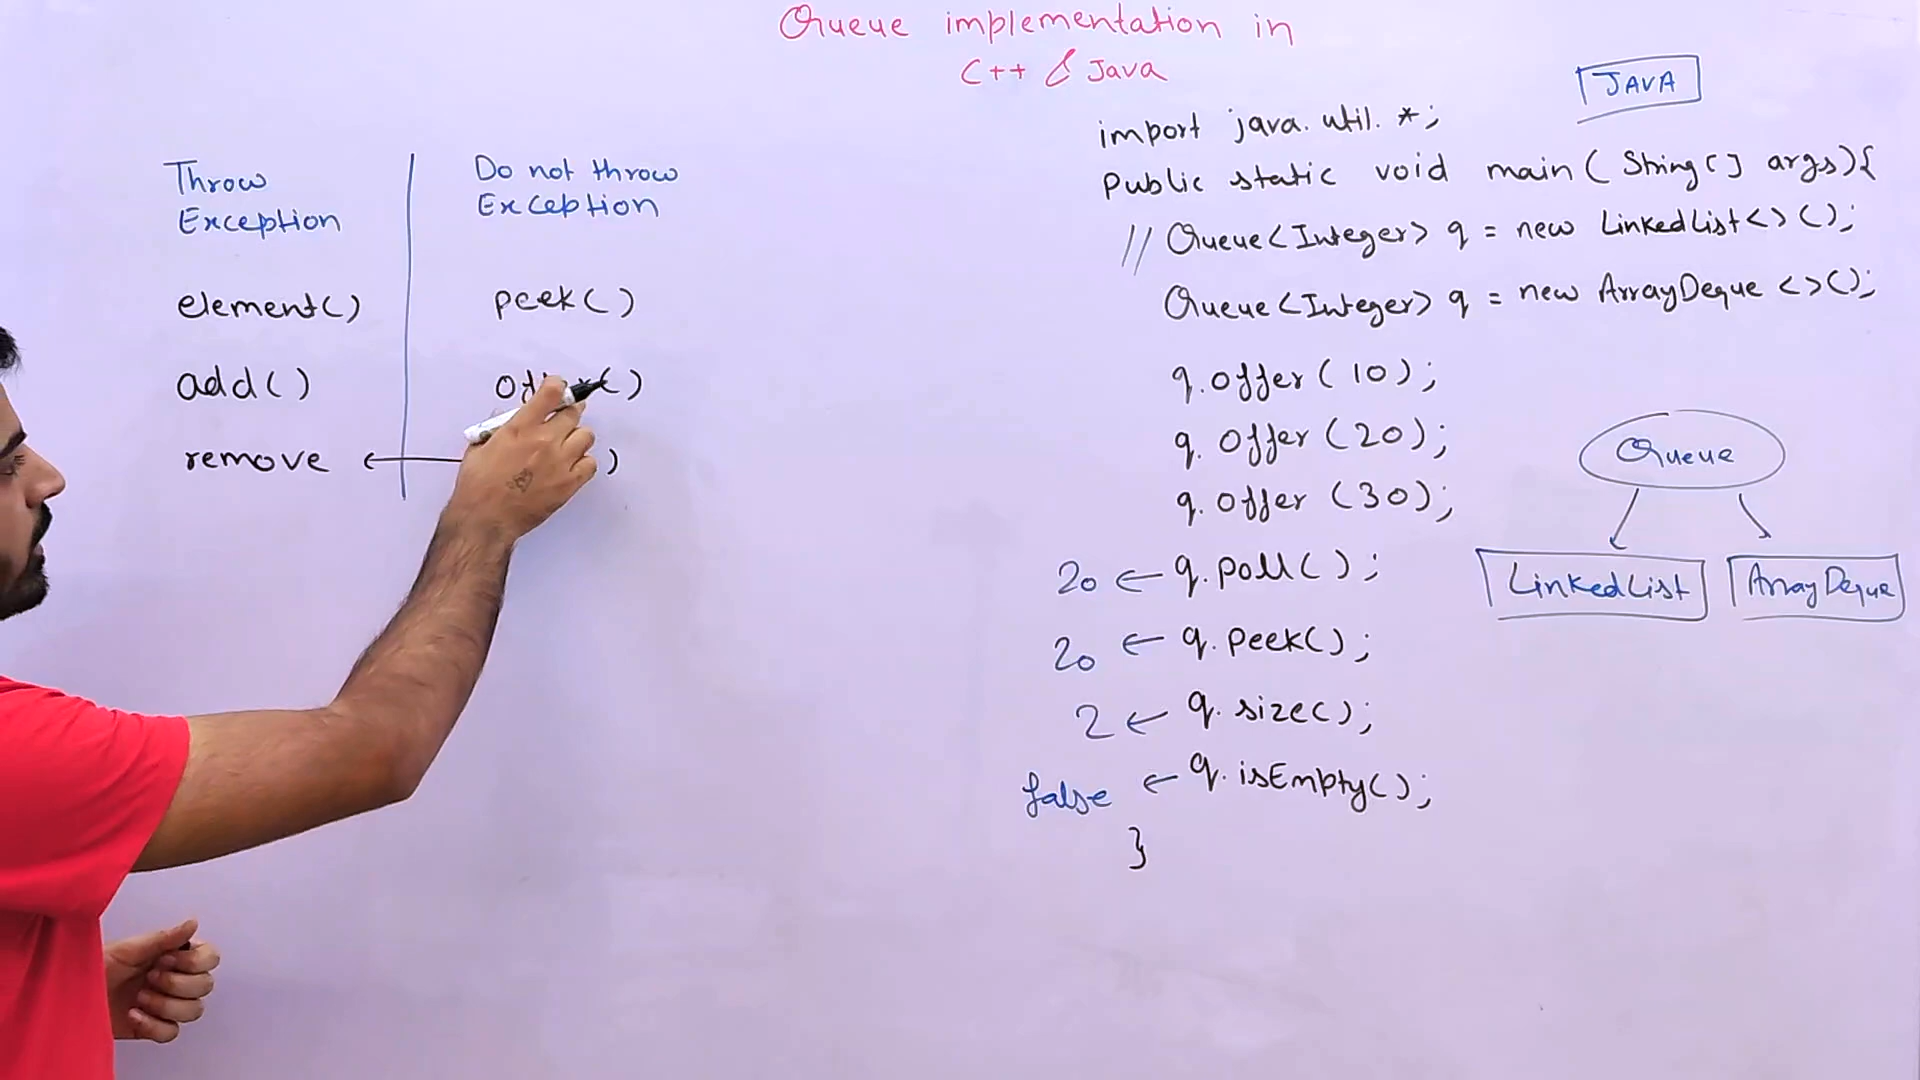 Queue implementation in
C++ & Java
Throw
Exception
Do not throw
Exception
element()
peek()
add()
remove ←
JAVA
import java.util.*;
Public static void main(String[] args){
// Queue<Integer> q = new LinkedList<>();
Queue<Integer> q = new ArrayDeque<>();
q.offer(10);
q.offer(20);
q.offer(30);
20 ← q.poll();
20 ← q.peek();
2 ← q.size();
false ← q.isEmpty();
}
Queue
LinkedList
ArrayDeque